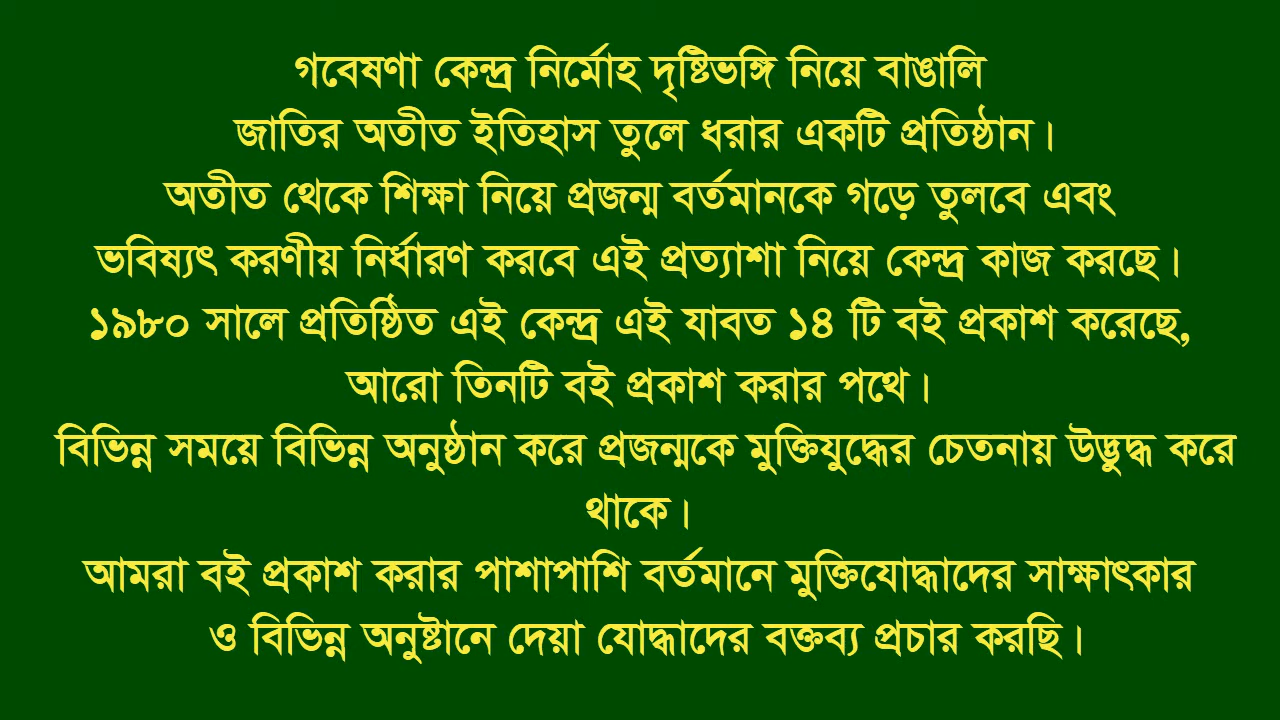 গবেষণা কেন্দ্র নির্মোহ দৃষ্টিভঙ্গি নিয়ে বাঙালি
জাতির অতীত ইতিহাস তুলে ধরার একটি প্রতিষ্ঠান।
অতীত থেকে শিক্ষা নিয়ে প্রজন্ম বর্তমানকে গড়ে তুলবে এবং
ভবিষ্যৎ করণীয় নির্ধারণ করবে এই প্রত্যাশা নিয়ে কেন্দ্র কাজ করছে।
১৯৮০ সালে প্রতিষ্ঠিত এই কেন্দ্র এই যাবত ১৪ টি বই প্রকাশ করেছে,
আরো তিনটি বই প্রকাশ করার পথে।
বিভিন্ন সময়ে বিভিন্ন অনুষ্ঠান করে প্রজন্মকে মুক্তিযুদ্ধের চেতনায় উদ্ভুদ্ধ করে
থাকে।
আমরা বই প্রকাশ করার পাশাপাশি বর্তমানে মুক্তিযোদ্ধাদের সাক্ষাৎকার
ও বিভিন্ন অনুষ্টানে দেয়া যোদ্ধাদের বক্তব্য প্রচার করছি।